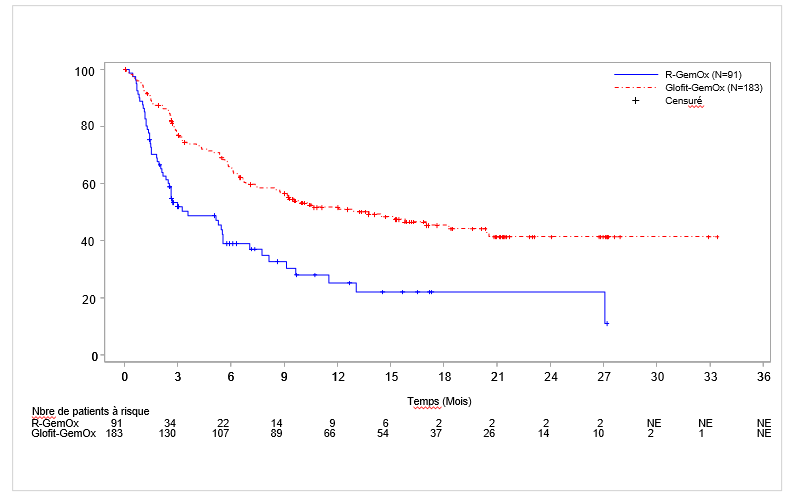 R-GemOx (N=91)
Glofit-GemOx (N=183)
Censuré
100
80
60
40
20
0
0 3 6 9 12 15 18 21 24 27 30 33 36
Temps (Mois)
Nbre de patients à risque
R-GemOx 91 34 22 14 9 6 2 2 2 2 NE NE NE
Glofit-GemOx 183 130 107 89 66 54 37 26 14 10 2 1 NE